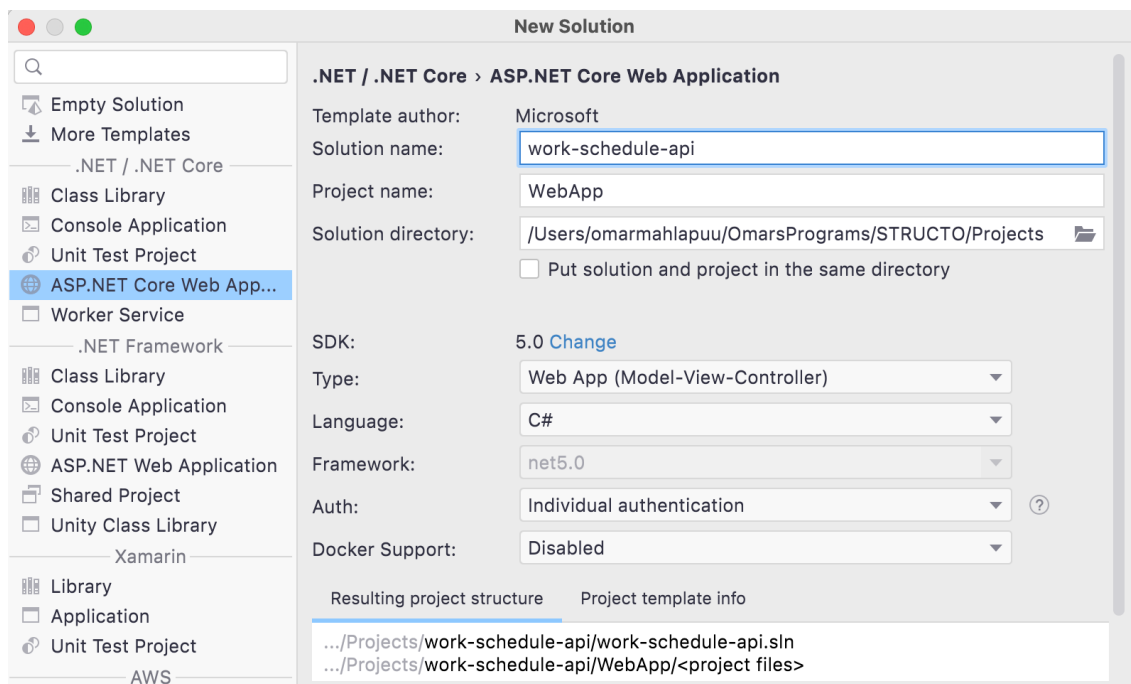 New Solution
Empty Solution
More Templates
.NET / .NET Core
Class Library
Console Application
Unit Test Project
ASP.NET Core Web App...
Worker Service
.NET Framework
Class Library
Console Application
Unit Test Project
ASP.NET Web Application
Shared Project
Unity Class Library
Xamarin
Library
Application
Unit Test Project
AWS
.NET / .NET Core › ASP.NET Core Web Application
Template author: Microsoft
Solution name: work-schedule-api
Project name: WebApp
Solution directory: /Users/omarmahlapuu/OmarsPrograms/STRUCTO/Projects
Put solution and project in the same directory
SDK: 5.0 Change
Type: Web App (Model-View-Controller)
Language: C#
Framework: net5.0
Auth: Individual authentication ?
Docker Support: Disabled
Resulting project structure Project template info
.../Projects/work-schedule-api/work-schedule-api.sln
.../Projects/work-schedule-api/WebApp/<project files>